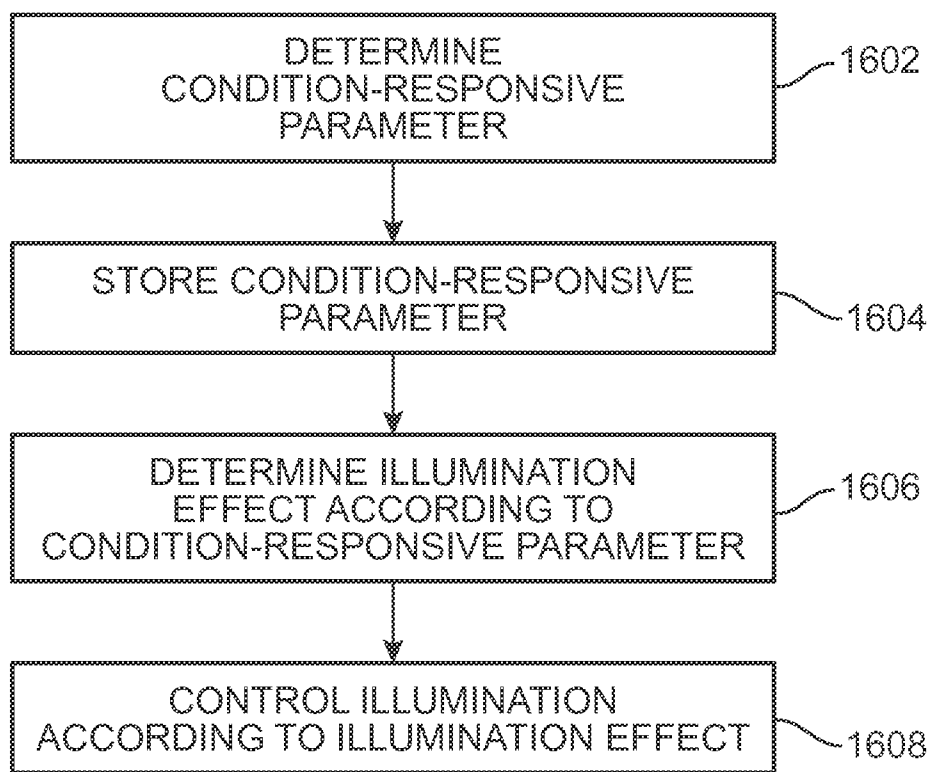 DETERMINE
CONDITION-RESPONSIVE
PARAMETER
1602
STORE CONDITION-RESPONSIVE
PARAMETER
1604
DETERMINE ILLUMINATION
EFFECT ACCORDING TO
CONDITION-RESPONSIVE PARAMETER
1606
CONTROL ILLUMINATION
ACCORDING TO ILLUMINATION EFFECT
1608